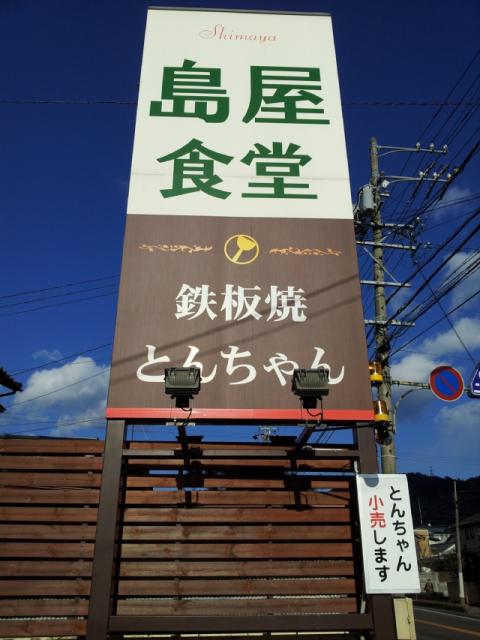 Shimaya
島屋
食堂
鉄板焼
とんちゃん
とんちゃん
小売します